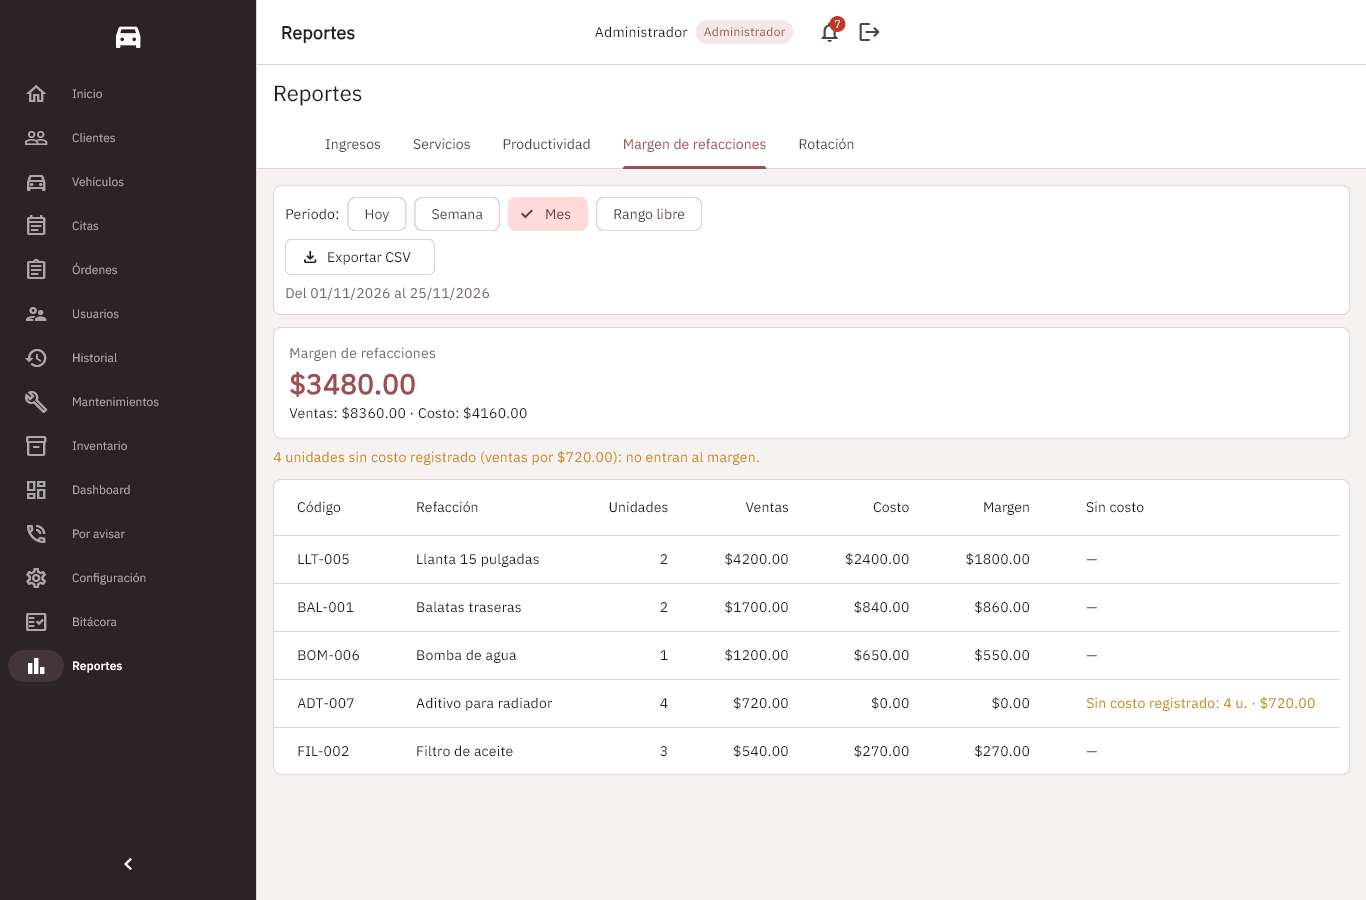 Reportes
Administrador
Administrador
7
Inicio
Clientes
Vehículos
Citas
Órdenes
Usuarios
Historial
Mantenimientos
Inventario
Dashboard
Por avisar
Configuración
Bitácora
Reportes
Reportes
Ingresos Servicios Productividad Margen de refacciones Rotación
Periodo: Hoy Semana Mes Rango libre
Exportar CSV
Del 01/11/2026 al 25/11/2026
Margen de refacciones
$3480.00
Ventas: $8360.00 · Costo: $4160.00
4 unidades sin costo registrado (ventas por $720.00): no entran al margen.
Código Refacción Unidades Ventas Costo Margen Sin costo
LLT-005 Llanta 15 pulgadas 2 $4200.00 $2400.00 $1800.00 —
BAL-001 Balatas traseras 2 $1700.00 $840.00 $860.00 —
BOM-006 Bomba de agua 1 $1200.00 $650.00 $550.00 —
ADT-007 Aditivo para radiador 4 $720.00 $0.00 $0.00 Sin costo registrado: 4 u. · $720.00
FIL-002 Filtro de aceite 3 $540.00 $270.00 $270.00 —